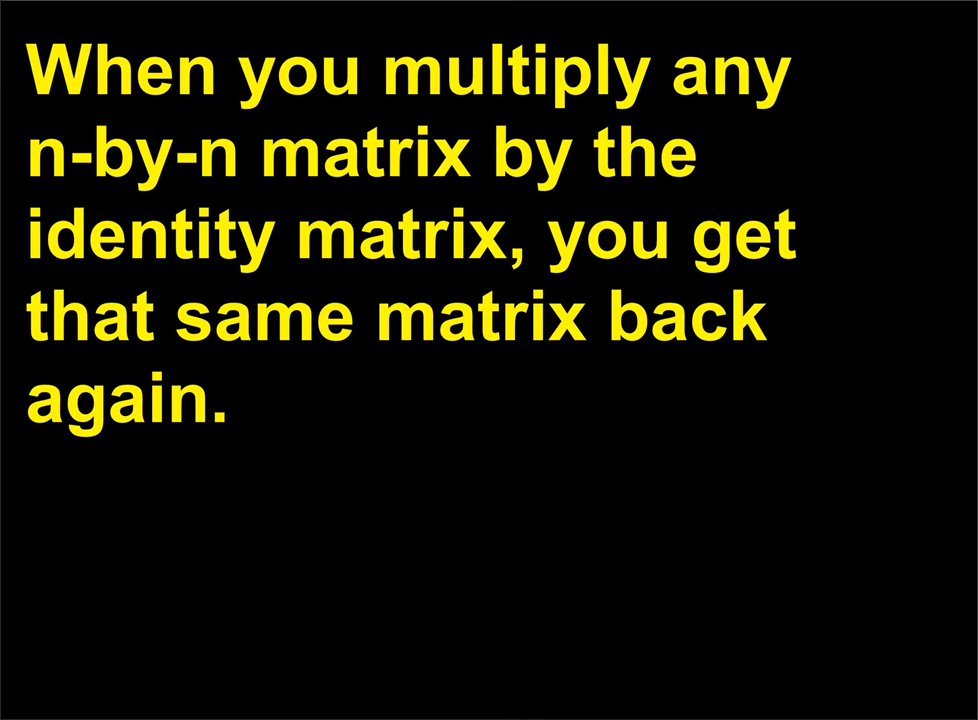 When you multiply any
n-by-n matrix by the
identity matrix, you get
that same matrix back
again.